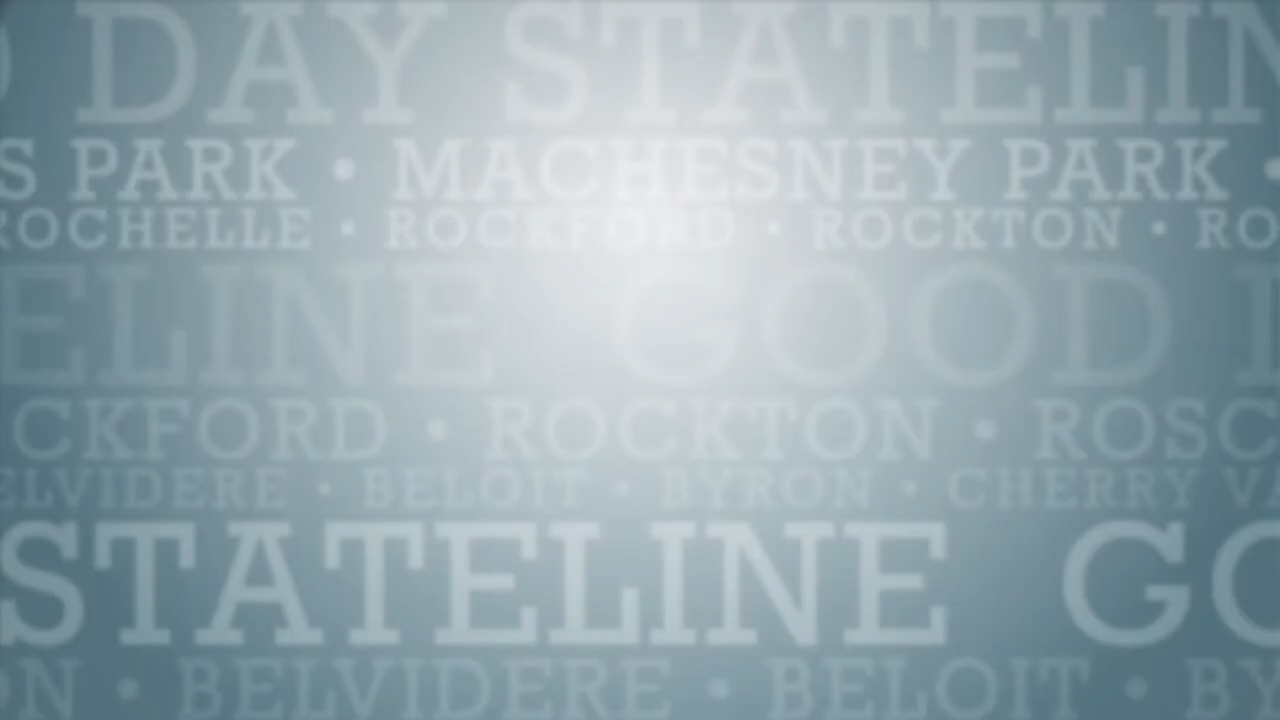 DAY STATELIN
S PARK • MACHESNEY PARK •
ROCHELLE • ROCKFORD • ROCKTON • RO
ELINE GOOD
CKFORD • ROCKTON • ROSC
ELVIDERE • BELOIT • BYRON • CHERRY VA
STATELINE GO
ON • BELVIDERE • BELOIT • BY